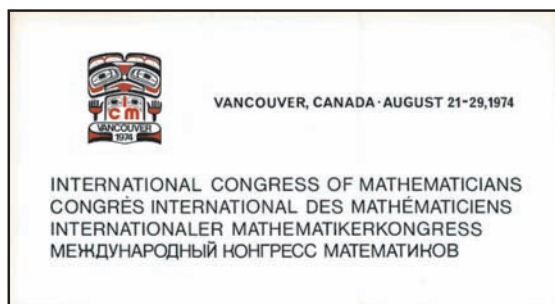 I
C M
VANCOUVER
1974
VANCOUVER, CANADA · AUGUST 21-29, 1974
INTERNATIONAL CONGRESS OF MATHEMATICIANS
CONGRÈS INTERNATIONAL DES MATHÉMATICIENS
INTERNATIONALER MATHEMATIKERKONGRESS
МЕЖДУНАРОДНЫЙ КОНГРЕСС МАТЕМАТИКОВ